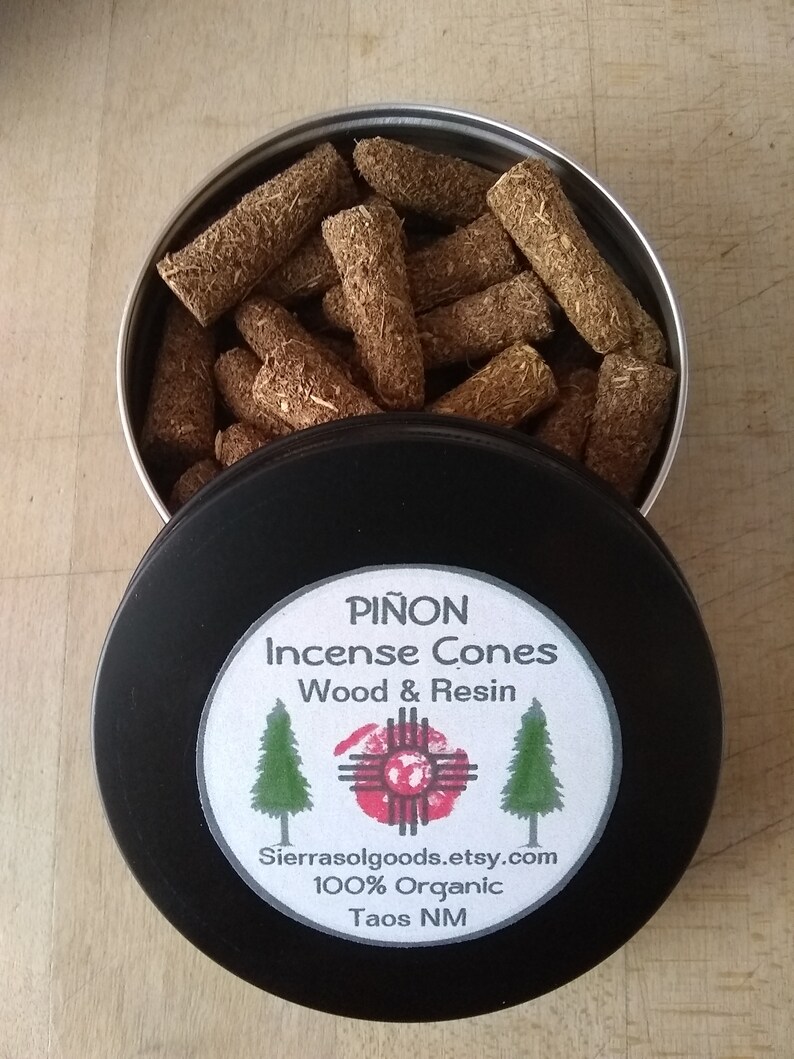 PIÑON
Incense Cones
Wood & Resin
Sierrasolgoods.etsy.com
100% Organic
Taos NM